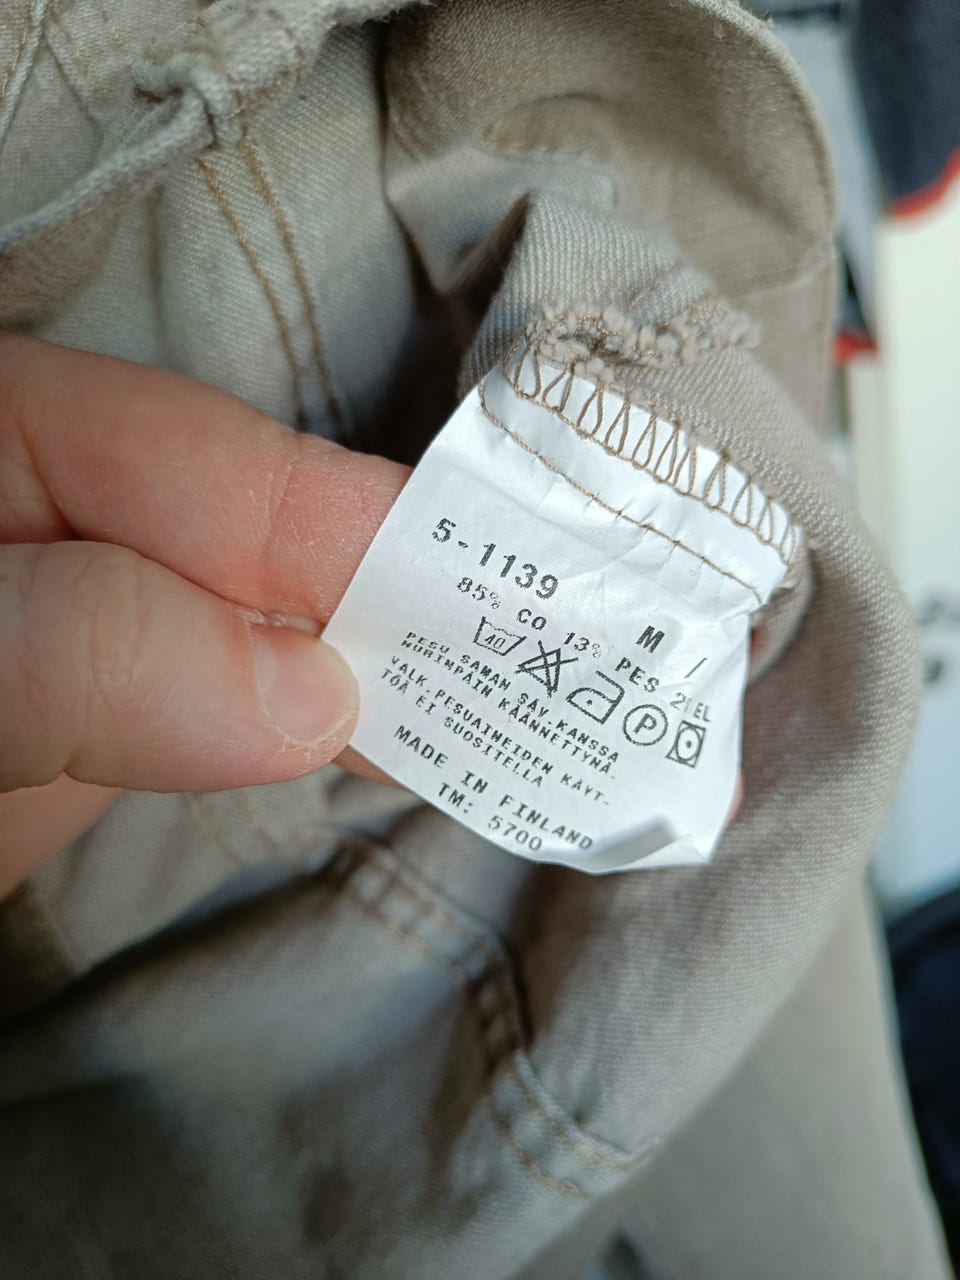 5-1139 M /
85% CO 13% PES 2 EL
40 P
PESU SAMAN SÄV.KANSSA
NURINPÄIN KÄÄNNETTYNÄ.
VALK.PESUAINEIDEN KÄYT-
TÖÄ EI SUOSITELLA
MADE IN FINLAND
TM: 5700